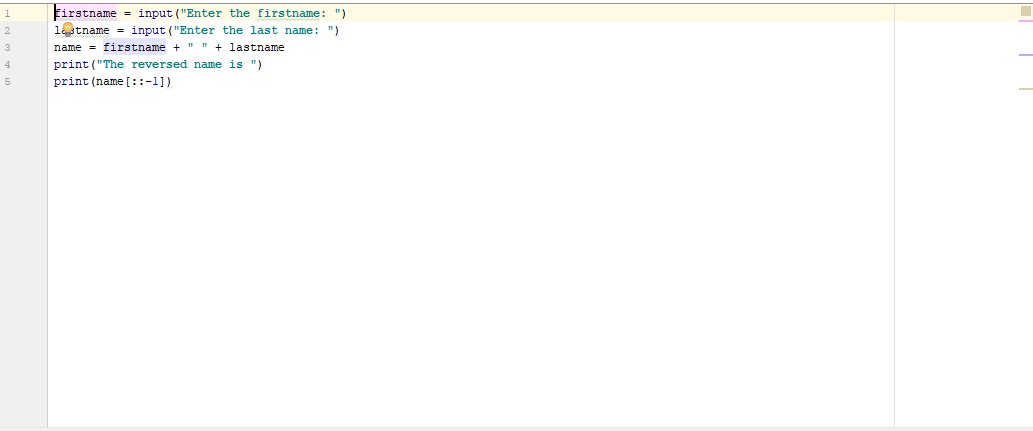 1 firstname = input("Enter the firstname: ")
2 lastname = input("Enter the last name: ")
3 name = firstname + " " + lastname
4 print("The reversed name is ")
5 print(name[::-1])